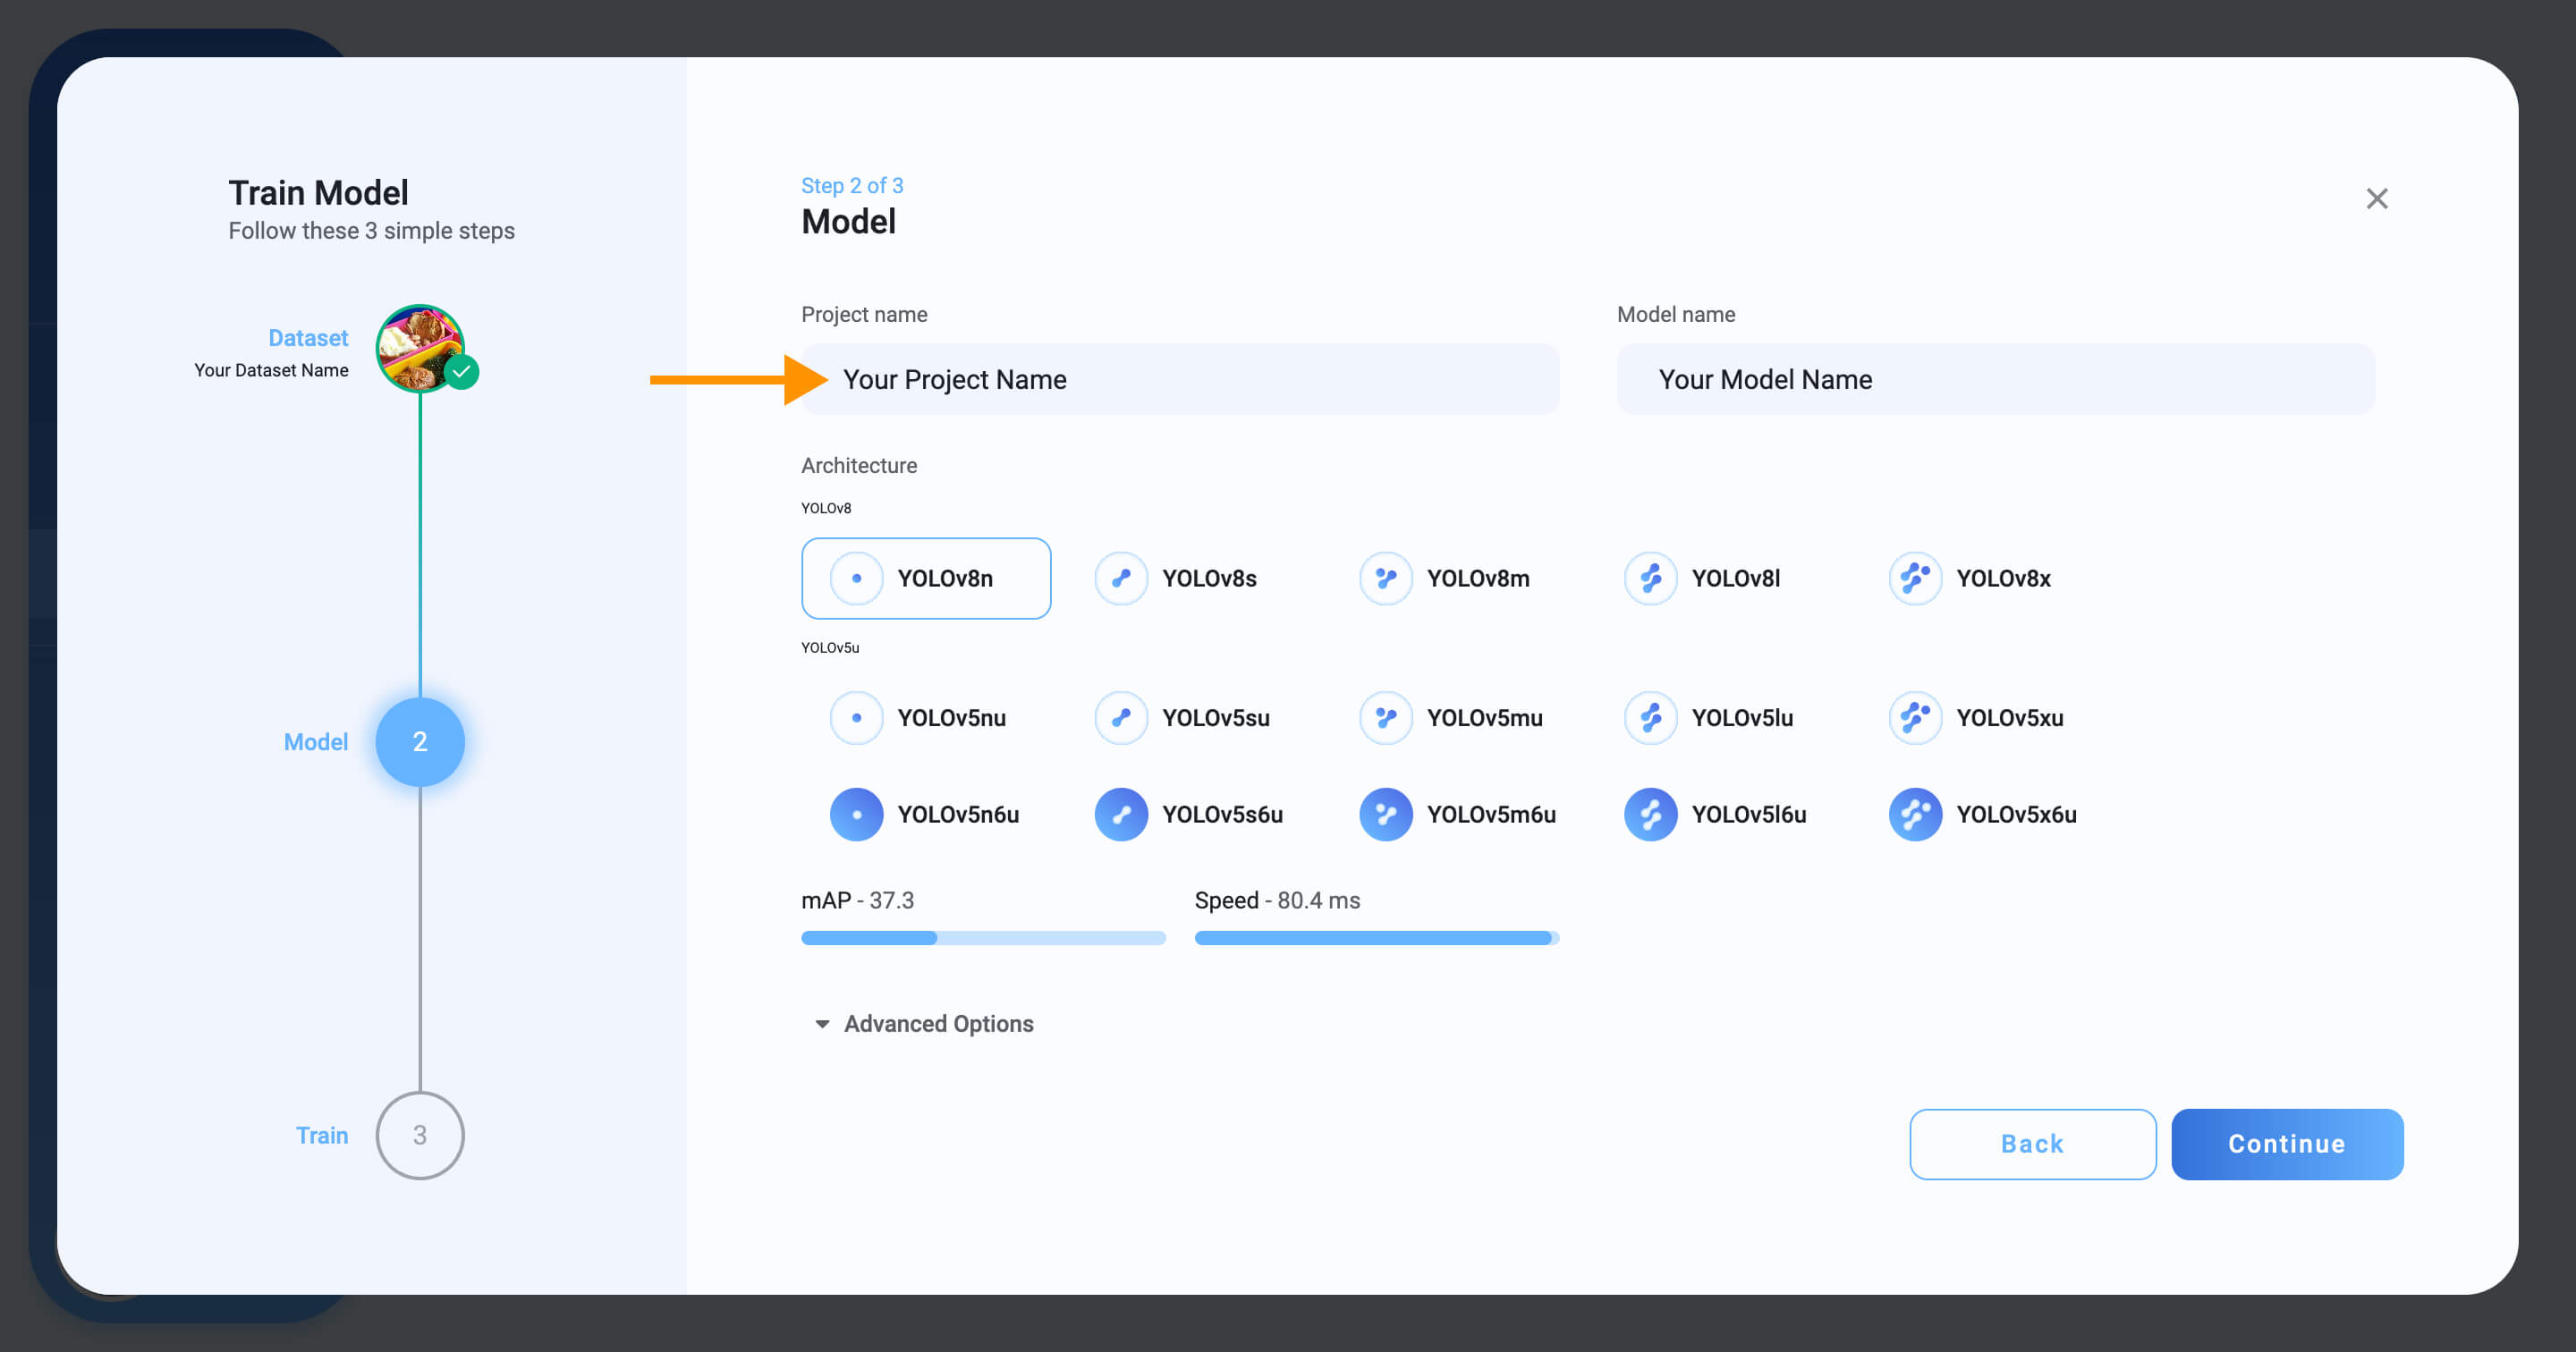 Train Model
Follow these 3 simple steps
Dataset
Your Dataset Name
Model
2
Train
3
Step 2 of 3
Model
Project name
Your Project Name
Model name
Your Model Name
Architecture
YOLOv8
YOLOv8n YOLOv8s YOLOv8m YOLOv8l YOLOv8x
YOLOv5u
YOLOv5nu YOLOv5su YOLOv5mu YOLOv5lu YOLOv5xu
YOLOv5n6u YOLOv5s6u YOLOv5m6u YOLOv5l6u YOLOv5x6u
mAP - 37.3 Speed - 80.4 ms
Advanced Options
Back Continue